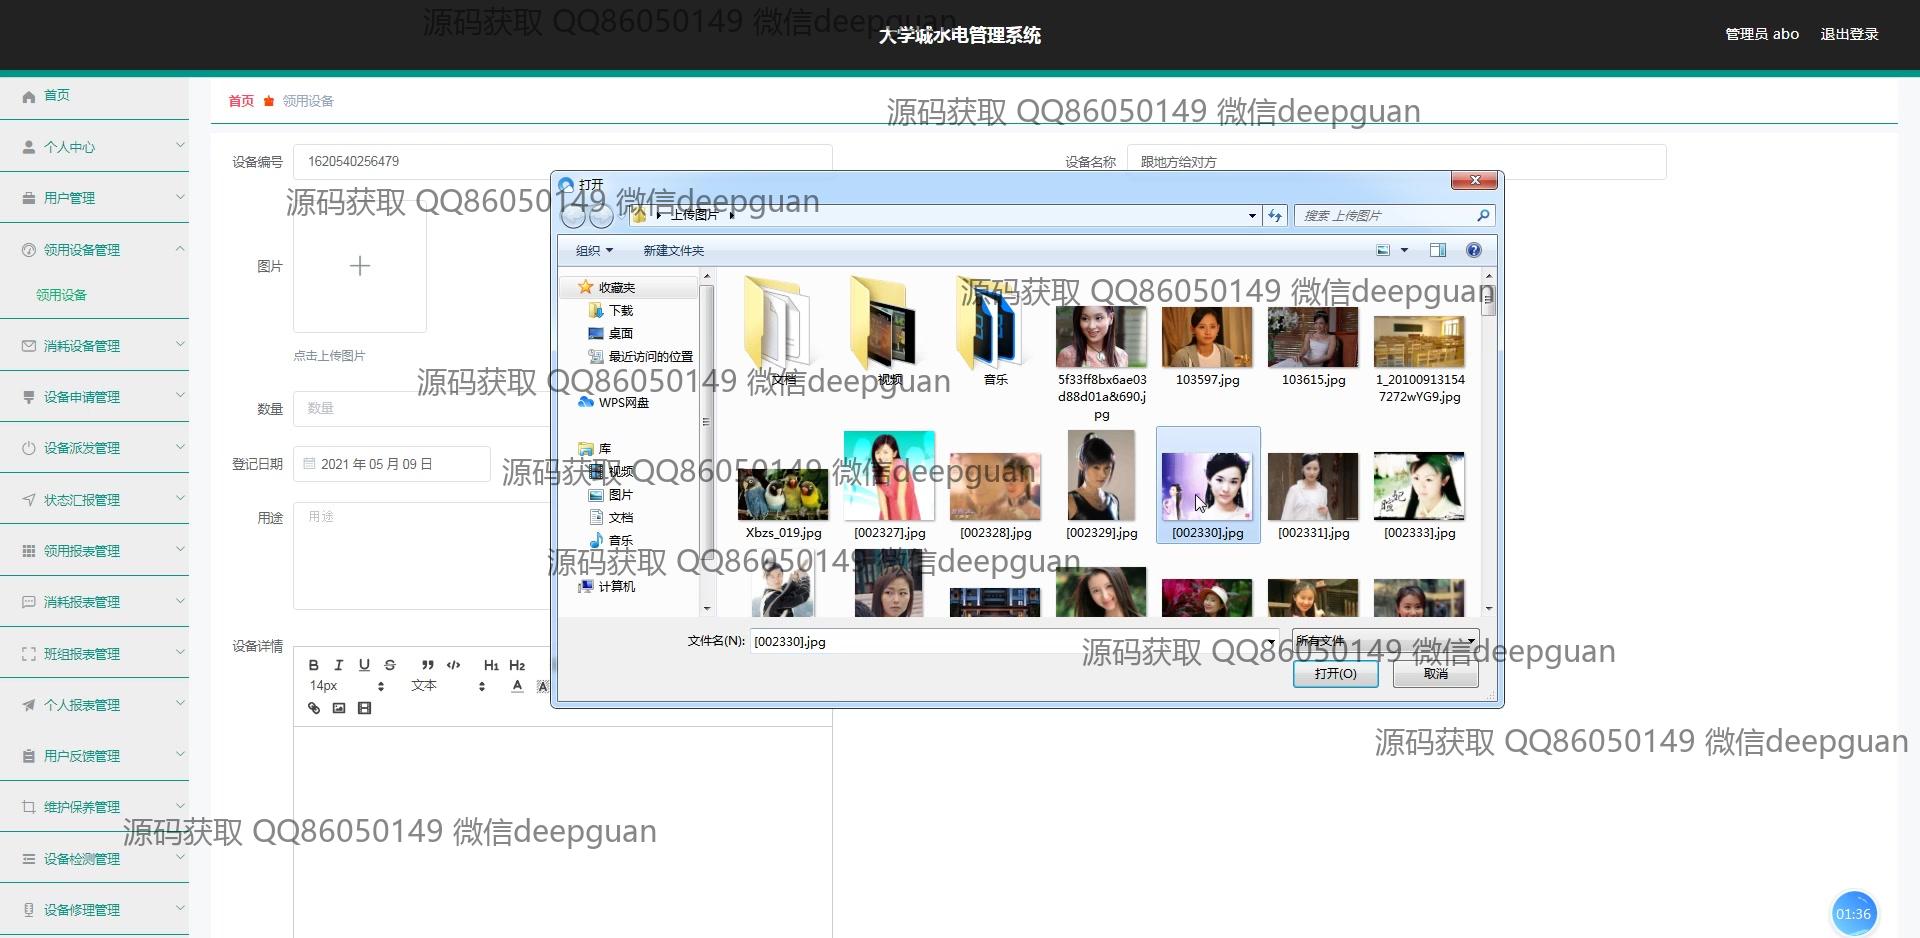 源码获取 QQ86050149 微信deepguan
大学城水电管理系统
管理员 abo
退出登录
首页
个人中心
用户管理
领用设备管理
领用设备
消耗设备管理
设备申请管理
设备派发管理
状态汇报管理
领用报表管理
消耗报表管理
班组报表管理
个人报表管理
用户反馈管理
维护保养管理
设备检测管理
设备修理管理
首页 领用设备
源码获取 QQ86050149 微信deepguan
设备编号 1620540256479
设备名称 跟地方给对方
源码获取 QQ86050149 微信deepguan
图片
点击上传图片
数量 数量
登记日期 2021 年 05 月 09 日
用途 用途
设备详情
B I U S H1 H2
14px 文本 A A
打开
上传图片
搜索 上传图片
组织 新建文件夹
收藏夹
下载
桌面
最近访问的位置
WPS网盘
库
视频
图片
文档
音乐
计算机
源码获取 QQ86050149 微信deepguan
文档
视频
音乐
5f33ff8bx6ae03d88d01a&690.jpg
103597.jpg
103615.jpg
1_201009131547272wYG9.jpg
源码获取 QQ86050149 微信deepguan
源码获取 QQ86050149 微信deepguan
Xbzs_019.jpg
[002327].jpg
[002328].jpg
[002329].jpg
[002330].jpg
[002331].jpg
[002333].jpg
源码获取 QQ86050149 微信deepguan
文件名(N): [002330].jpg
所有文件
源码获取 QQ86050149 微信deepguan
打开(O)
取消
源码获取 QQ86050149 微信deepguan
源码获取 QQ86050149 微信deepguan
01:36